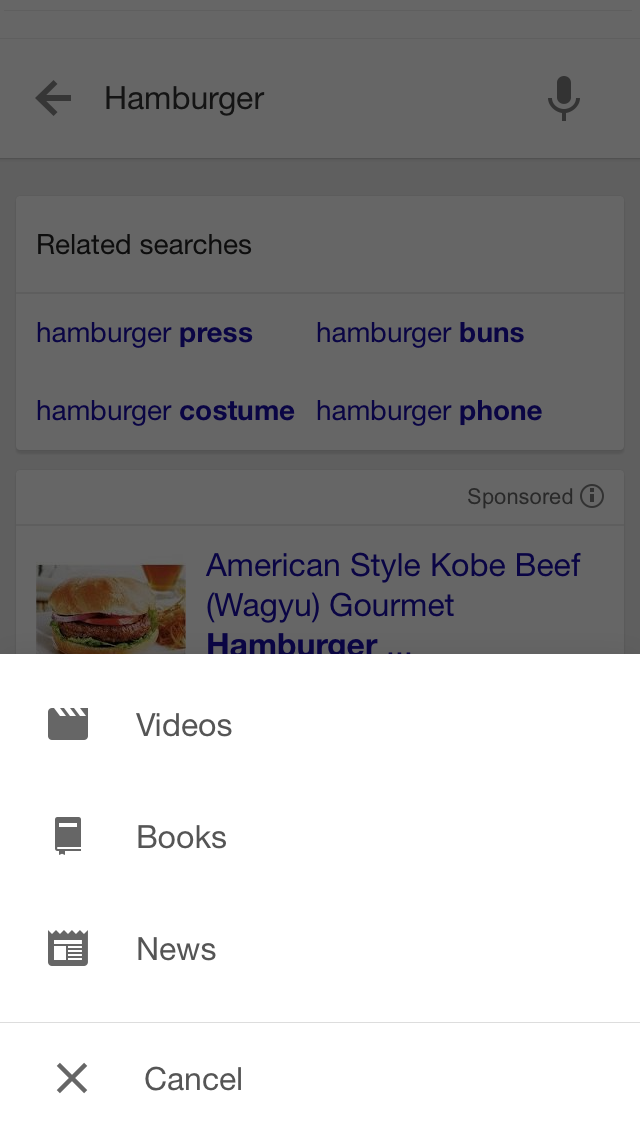 Hamburger
Related searches
hamburger press hamburger buns
hamburger costume hamburger phone
Sponsored
American Style Kobe Beef
(Wagyu) Gourmet
Hamburger ...
Videos
Books
News
Cancel